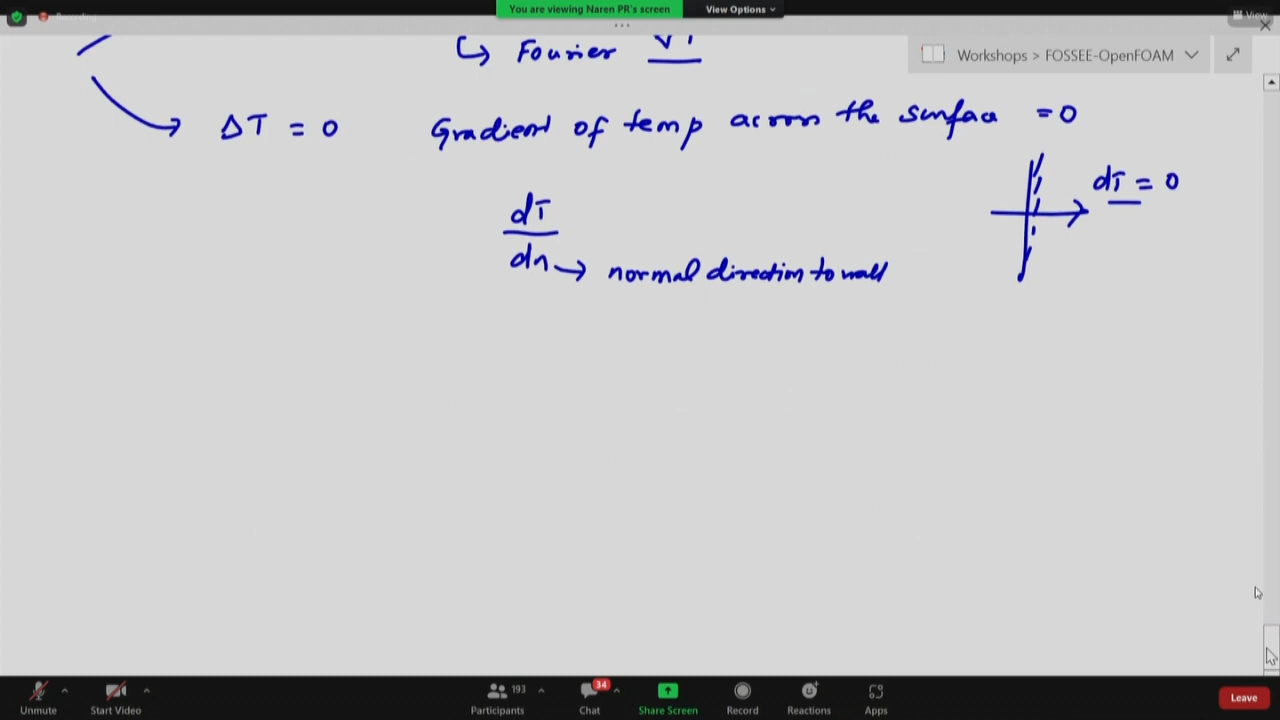 You are viewing Naren PR's screen View Options
Recording
View
Fourier ∇T
Workshops > FOSSEE-OpenFOAM
ΔT = 0 Gradient of temp across the surface = 0
dT = 0
dT
dn → normal direction to wall
193
34
Unmute Start Video Participants Chat Share Screen Record Reactions Apps Leave